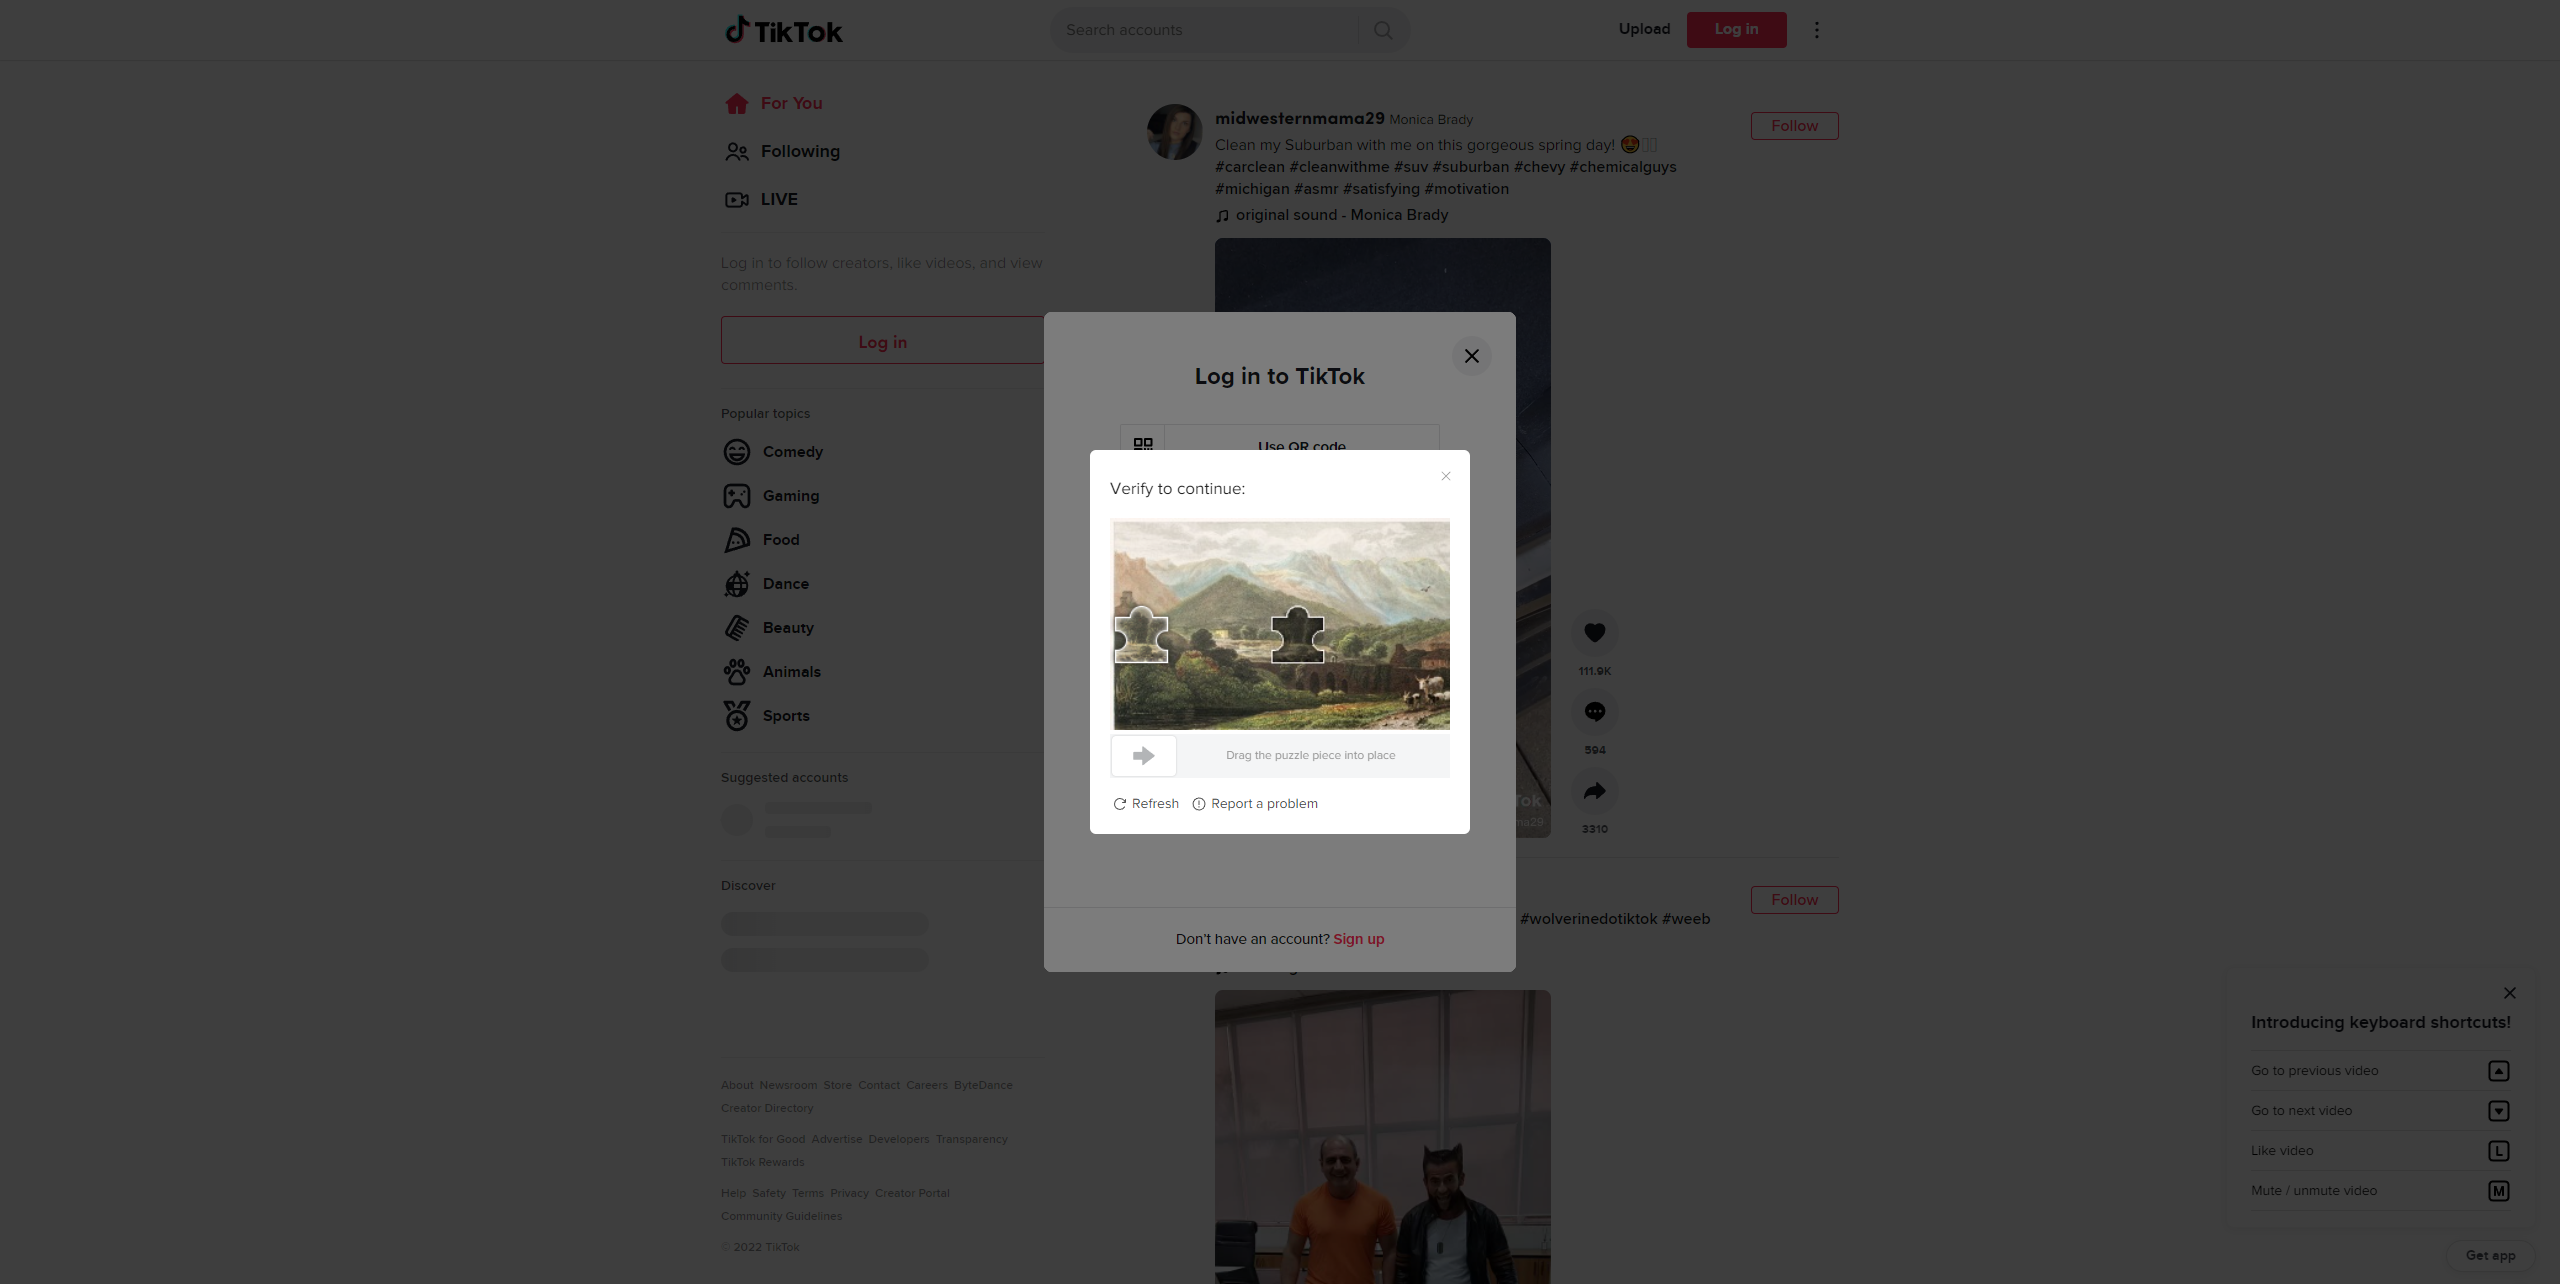 TikTok
Search accounts
Upload
Log in
For You
Following
LIVE
Log in to follow creators, like videos, and view
comments.
Log in
Popular topics
Comedy
Gaming
Food
Dance
Beauty
Animals
Sports
Suggested accounts
Discover
About Newsroom Store Contact Careers ByteDance
Creator Directory
TikTok for Good Advertise Developers Transparency
TikTok Rewards
Help Safety Terms Privacy Creator Portal
Community Guidelines
© 2022 TikTok
midwesternmama29 Monica Brady
Follow
Clean my Suburban with me on this gorgeous spring day! 🤩
#carclean #cleanwithme #suv #suburban #chevy #chemicalguys
#michigan #asmr #satisfying #motivation
original sound - Monica Brady
Log in to TikTok
Use QR code
Verify to continue:
Drag the puzzle piece into place
Refresh
Report a problem
Don't have an account? Sign up
111.9K
594
3310
Tok
ma29
Follow
#wolverinedotiktok #weeb
Introducing keyboard shortcuts!
Go to previous video
Go to next video
Like video L
Mute / unmute video M
Get app